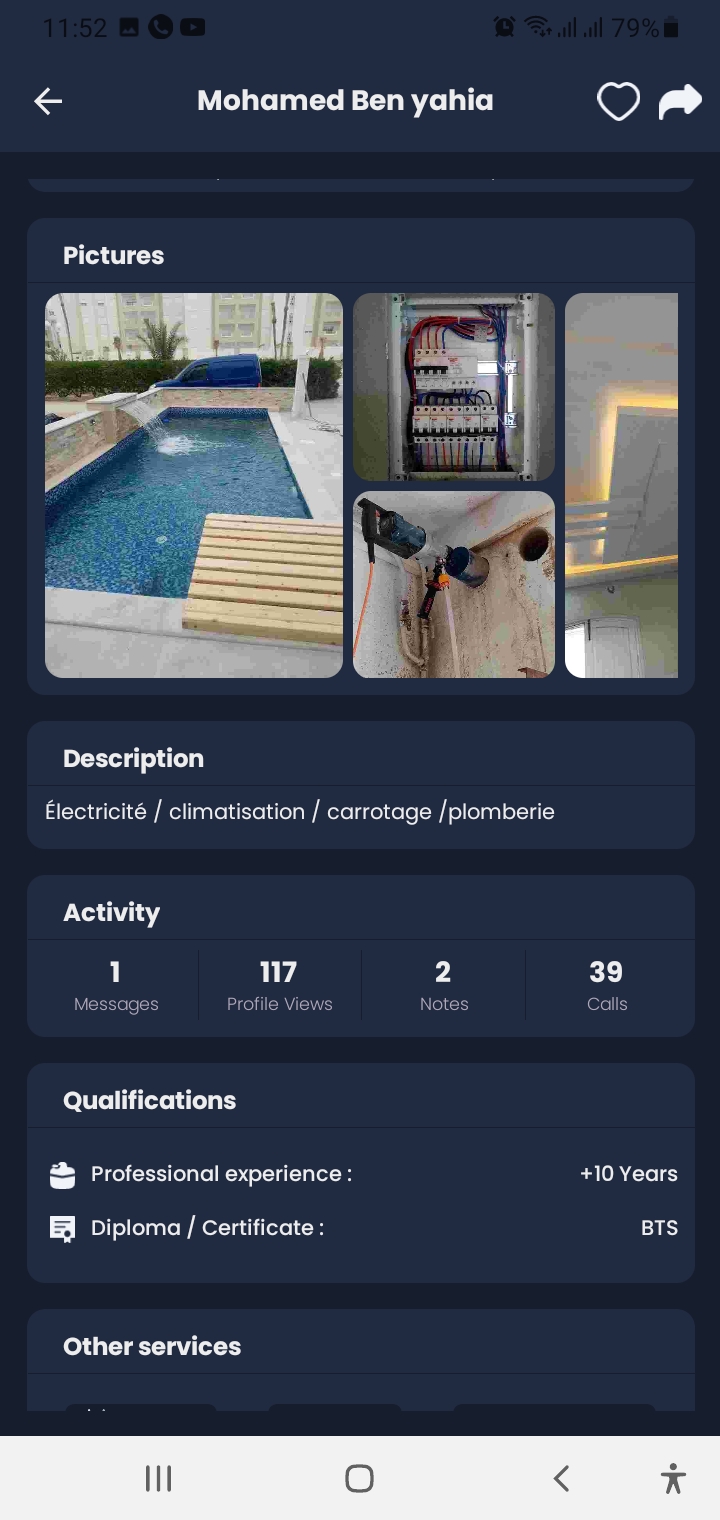 11:52
79%
Mohamed Ben yahia
Pictures
Description
Électricité / climatisation / carrotage /plomberie
Activity
1 117 2 39
Messages Profile Views Notes Calls
Qualifications
Professional experience : +10 Years
Diploma / Certificate : BTS
Other services